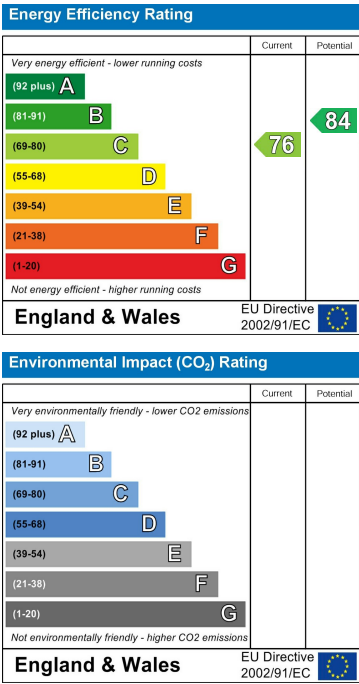 Energy Efficiency Rating
Current Potential
Very energy efficient - lower running costs
(92 plus) A
(81-91) B
84
(69-80) C
76
(55-68) D
(39-54) E
(21-38) F
(1-20) G
Not energy efficient - higher running costs
England & Wales
EU Directive
2002/91/EC
Environmental Impact (CO₂) Rating
Current Potential
Very environmentally friendly - lower CO2 emissions
(92 plus) A
(81-91) B
(69-80) C
(55-68) D
(39-54) E
(21-38) F
(1-20) G
Not environmentally friendly - higher CO2 emissions
England & Wales
EU Directive
2002/91/EC